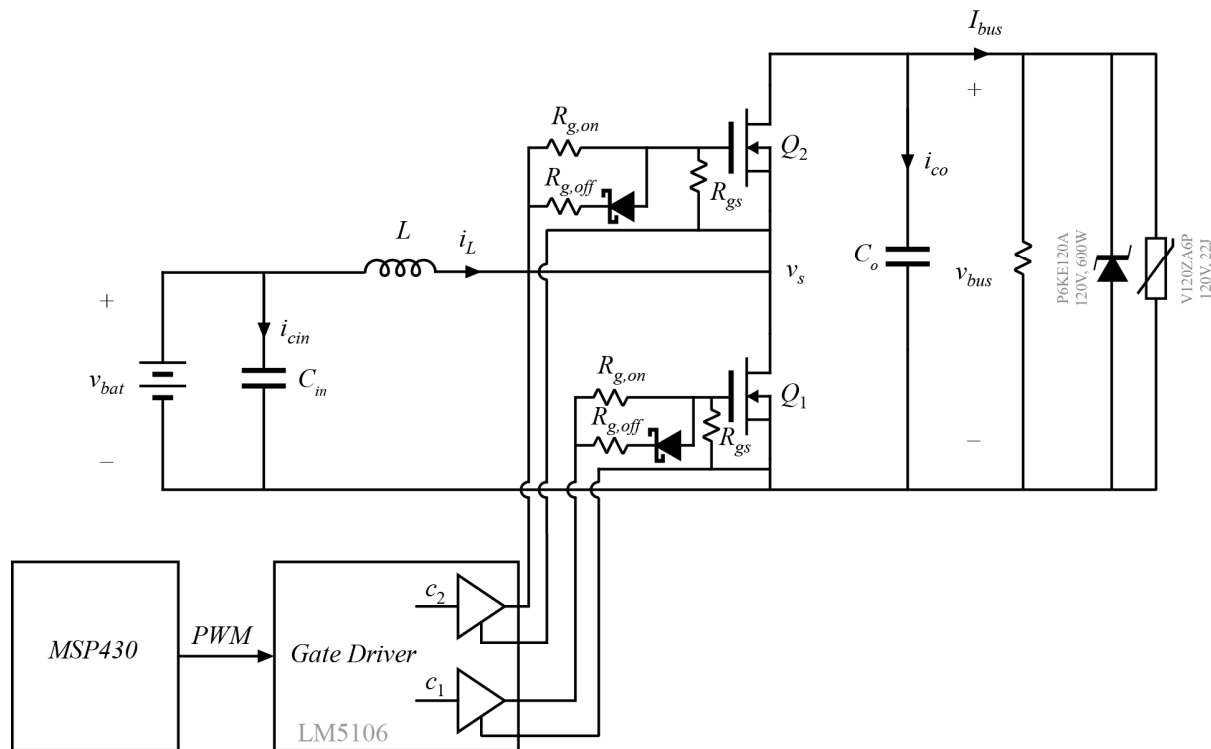 I_bus
+
R_g,on
Q_2
R_g,off
R_gs
i_co
L
i_L
C_o
v_bus
v_s
P6KE120A
120V, 600W
V120ZA6P
120V, 22J
+
i_cin
v_bat
C_in
R_g,on
Q_1
R_g,off
R_gs
−
−
c_2
MSP430
PWM
Gate Driver
c_1
LM5106